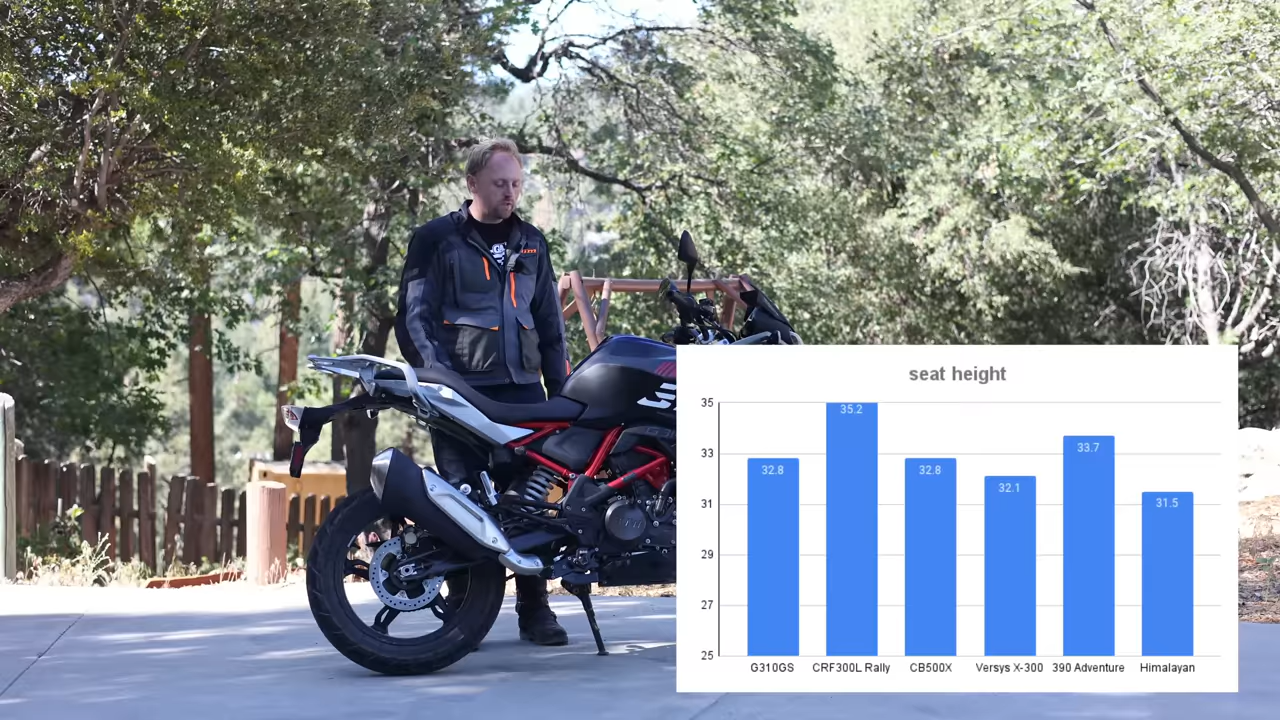 seat height
35
33
31
29
27
25
32.8
35.2
32.8
32.1
33.7
31.5
G310GS
CRF300L Rally
CB500X
Versys X-300
390 Adventure
Himalayan